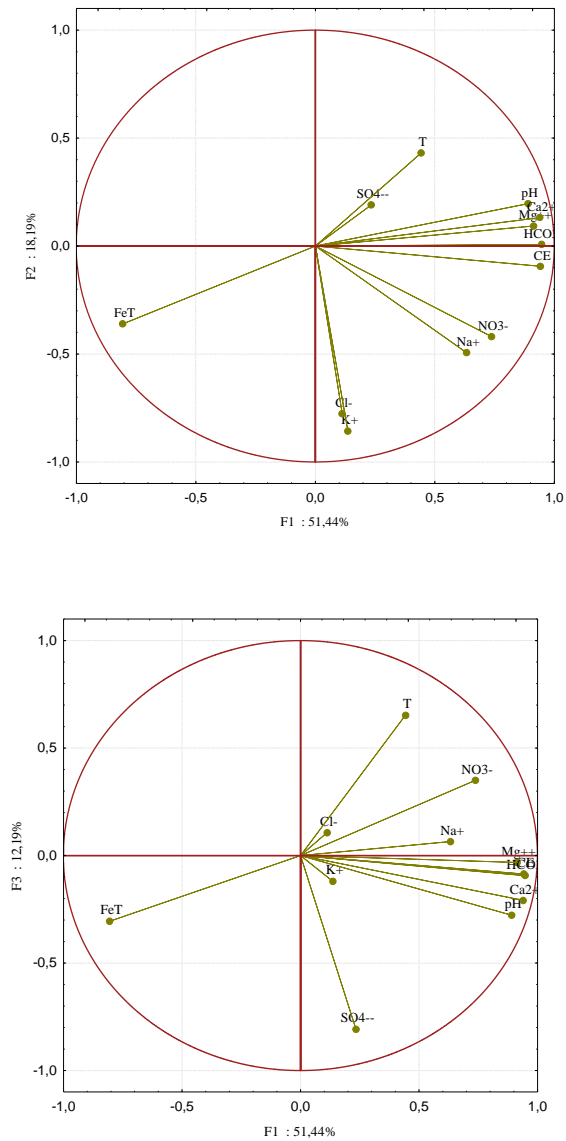 1,0
0,5
T
SO4--
pH
Ca2+
Mg++
0,0
HCO
CE
FeT
NO3-
Na+
-0,5
Cl-
K+
-1,0
-1,0 -0,5 0,0 0,5 1,0
F2 : 18,19%
F1 : 51,44%
1,0
T
0,5
NO3-
Cl-
Na+
Mg++
0,0
CE
HCO
K+
Ca2+
pH
FeT
-0,5
SO4--
-1,0
-1,0 -0,5 0,0 0,5 1,0
F3 : 12,19%
F1 : 51,44%